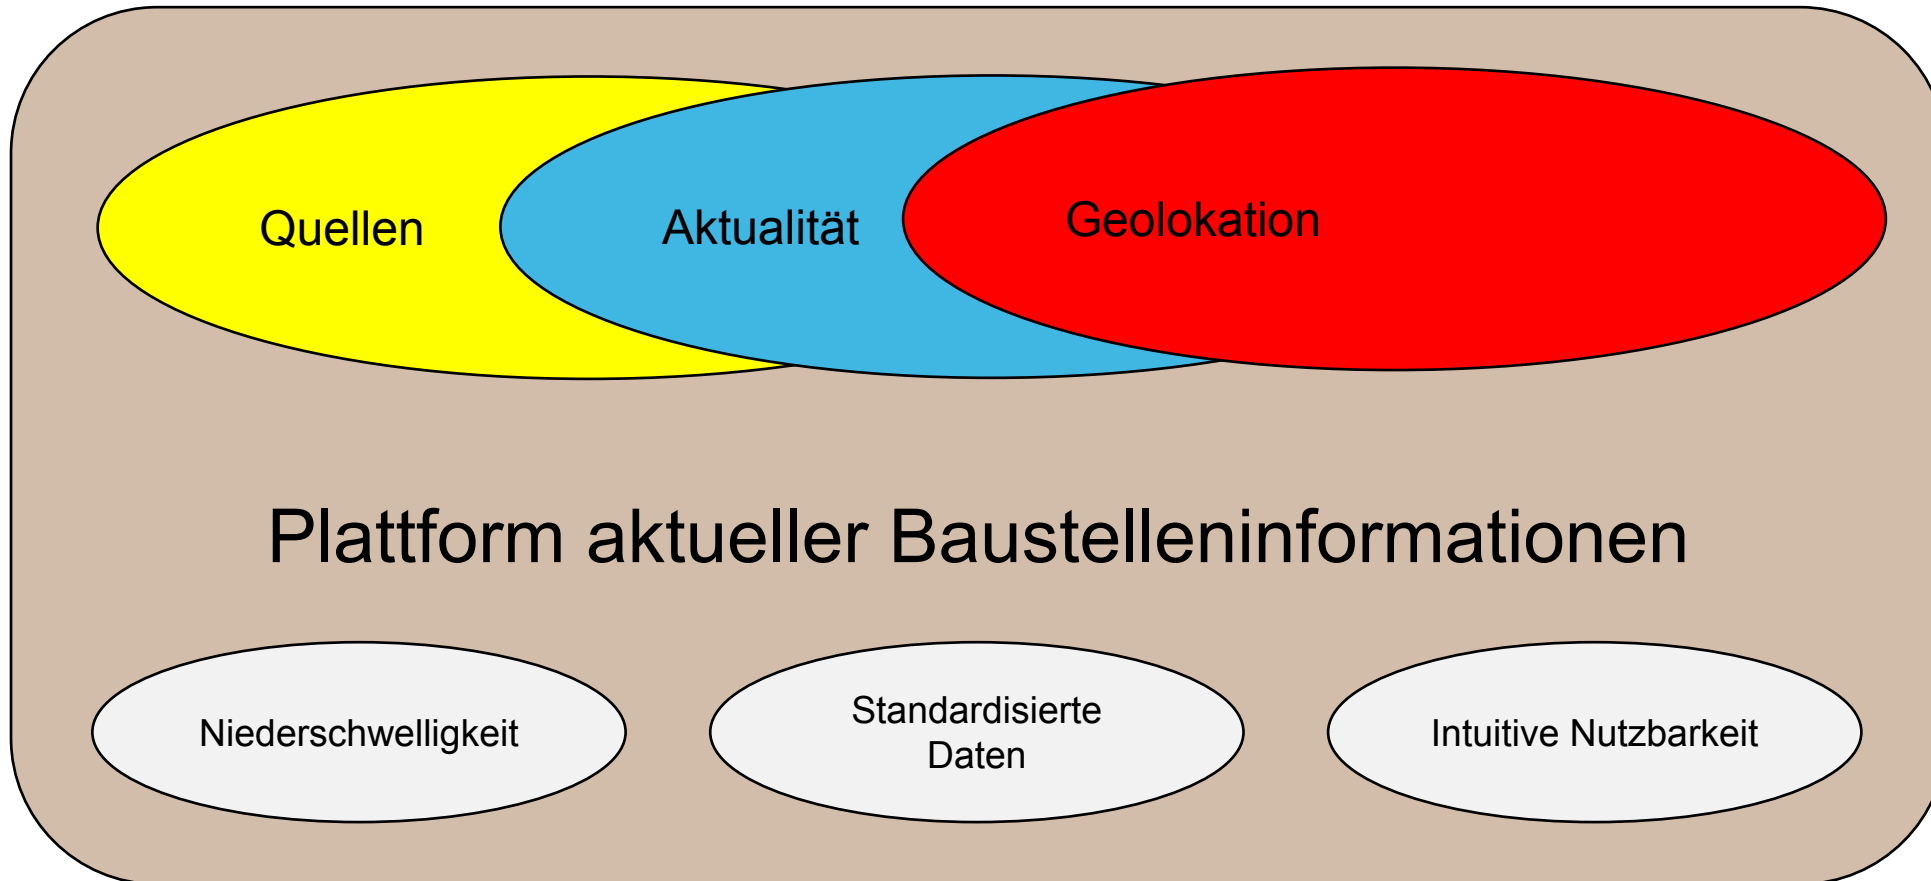 Quellen
Aktualität
Geolokation
Plattform aktueller Baustelleninformationen
Niederschwelligkeit
Standardisierte
Daten
Intuitive Nutzbarkeit